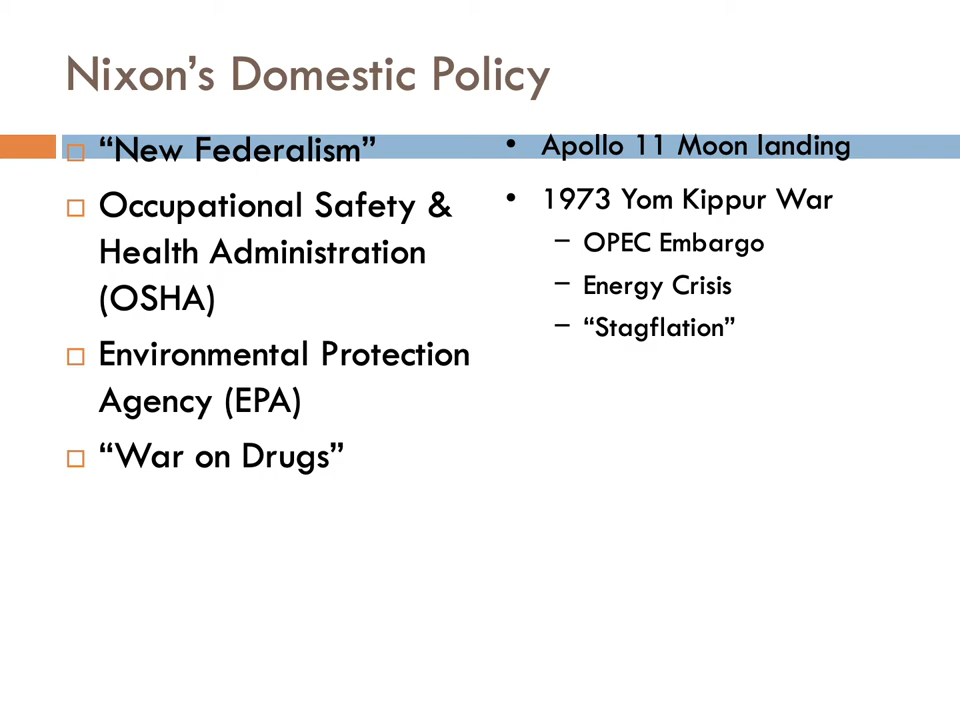 Nixon’s Domestic Policy
“New Federalism”
Occupational Safety &
Health Administration
(OSHA)
Environmental Protection
Agency (EPA)
“War on Drugs”
• Apollo 11 Moon landing
• 1973 Yom Kippur War
– OPEC Embargo
– Energy Crisis
– “Stagflation”